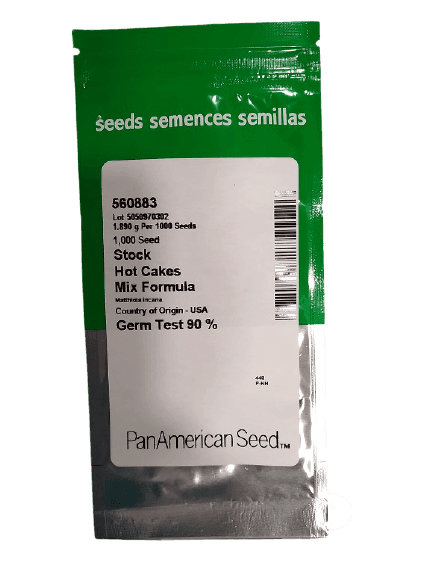 seeds semences semillas
560883
Lot 5050970302
1.890 g Per 1000 Seeds
1,000 Seed
Stock
Hot Cakes
Mix Formula
Matthiola incana
Country of Origin - USA
Germ Test 90 %
PanAmerican Seed™